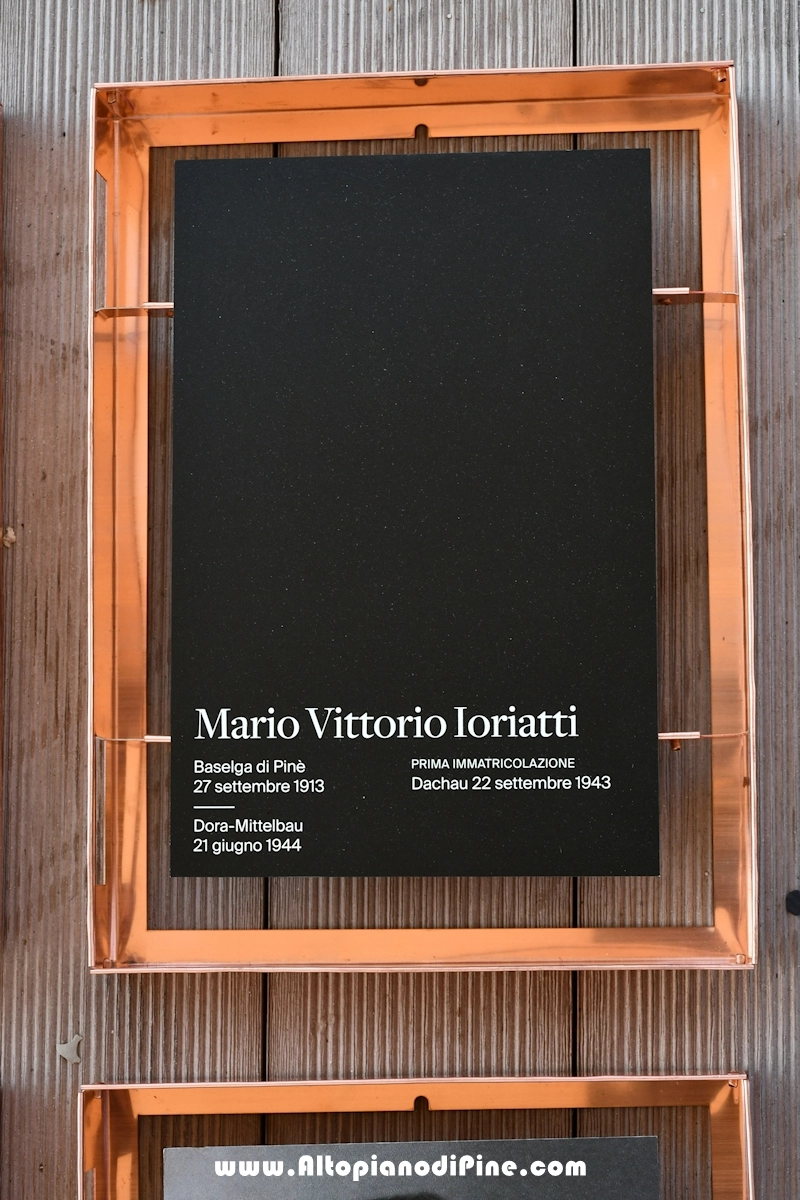 Mario Vittorio Ioriatti
Baselga di Pinè
27 settembre 1913
PRIMA IMMATRICOLAZIONE
Dachau 22 settembre 1943
Dora-Mittelbau
21 giugno 1944
www.AltopianodiPine.com